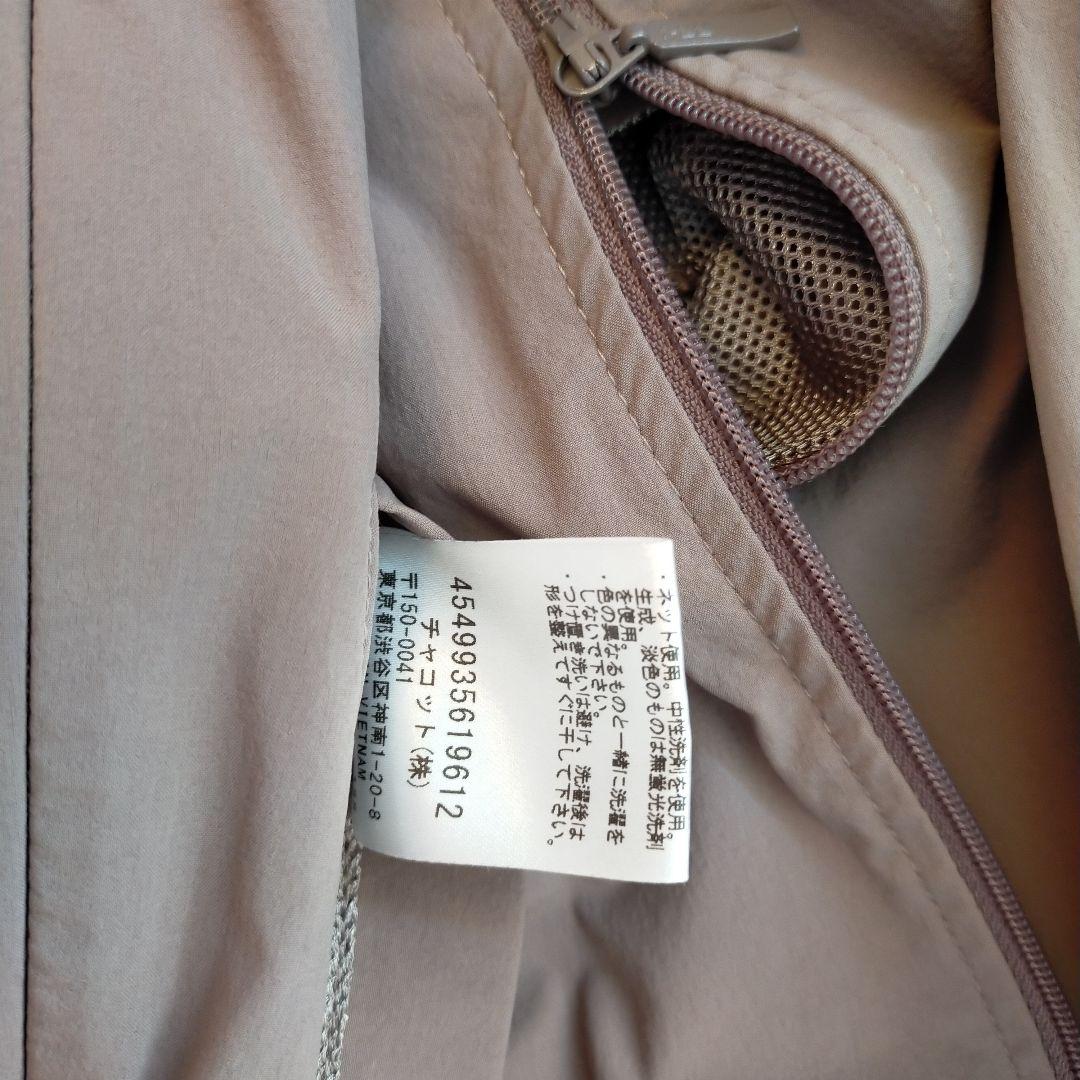 ・ネット使用。中性洗剤を使用。
生成、淡色のものは無蛍光洗剤
を使用。
・色の異なるものと一緒に洗濯を
しないで下さい。
・つけ置き洗いは避け、洗濯後は
形を整えてすぐに干して下さい。
4549935619612
チャコット(株)
〒150-0041
東京都渋谷区神南1-20-8
VIETNAM